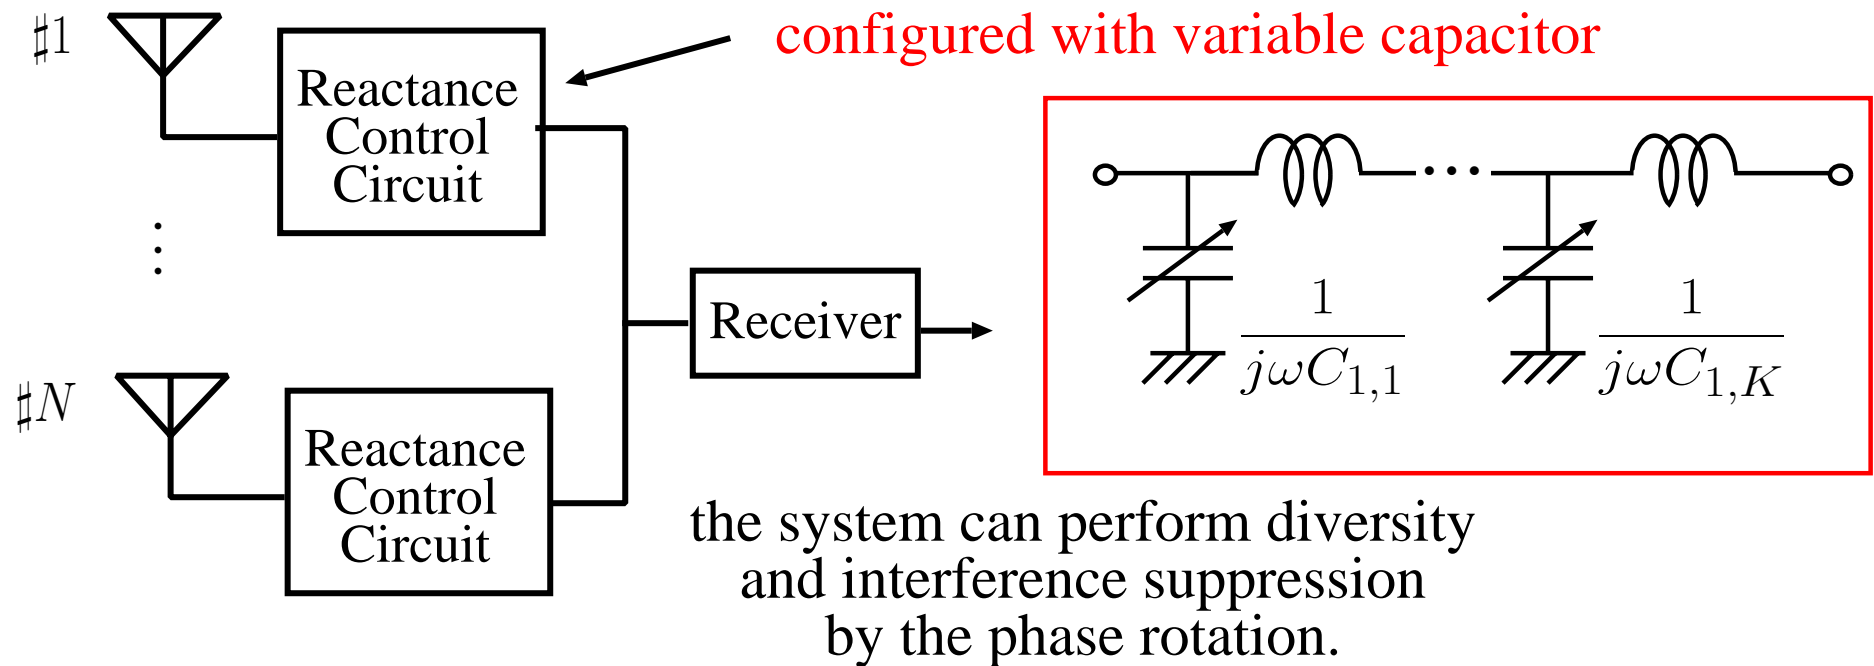 ♯1
configured with variable capacitor
Reactance
Control
Circuit
⋮
···
1
jωC1,1
1
jωC1,K
Receiver
♯N
Reactance
Control
Circuit
the system can perform diversity
and interference suppression
by the phase rotation.